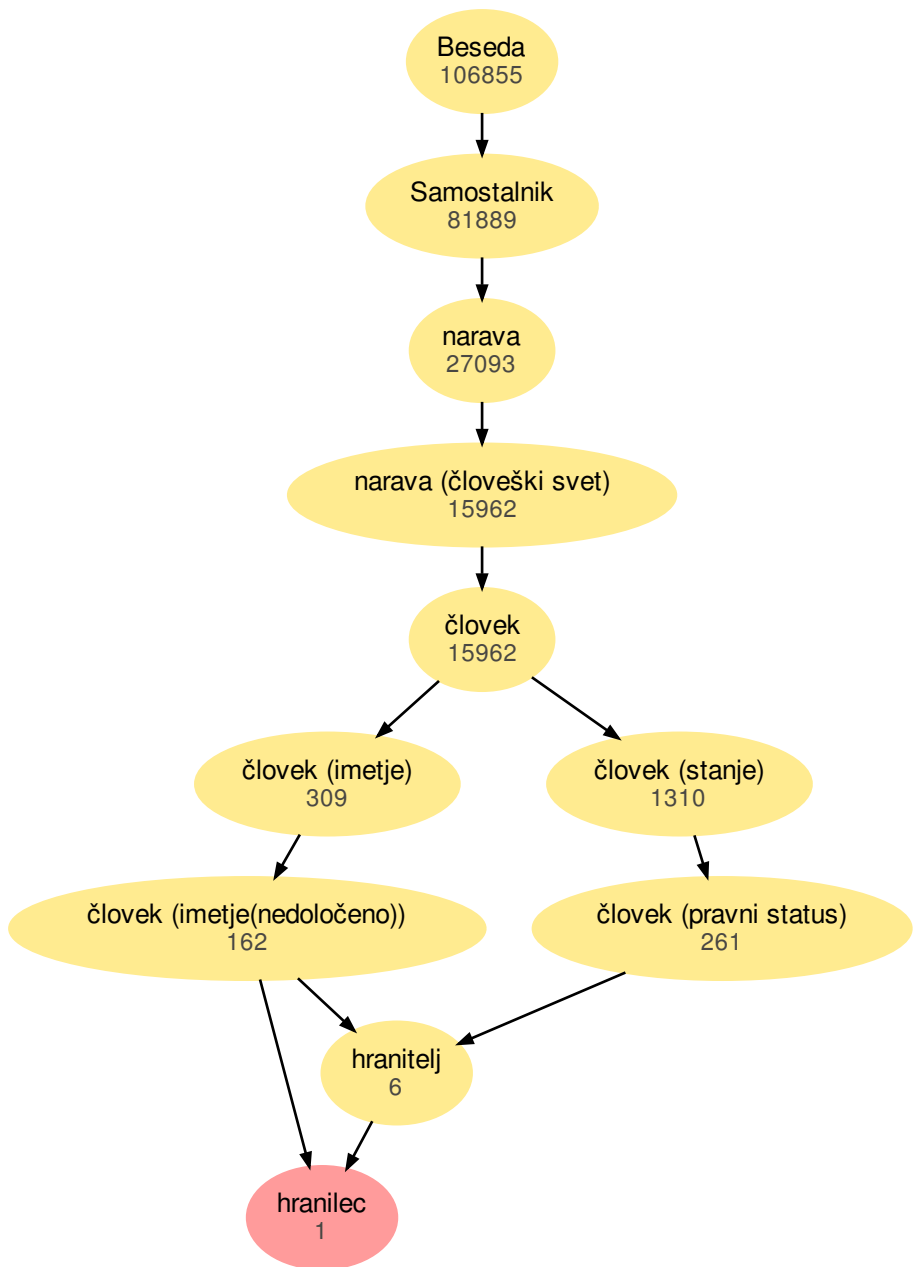 Beseda
106855
Samostalnik
81889
narava
27093
narava (človeški svet)
15962
človek
15962
človek (imetje)
309
človek (stanje)
1310
človek (imetje(nedoločeno))
162
človek (pravni status)
261
hranitelj
6
hranilec
1